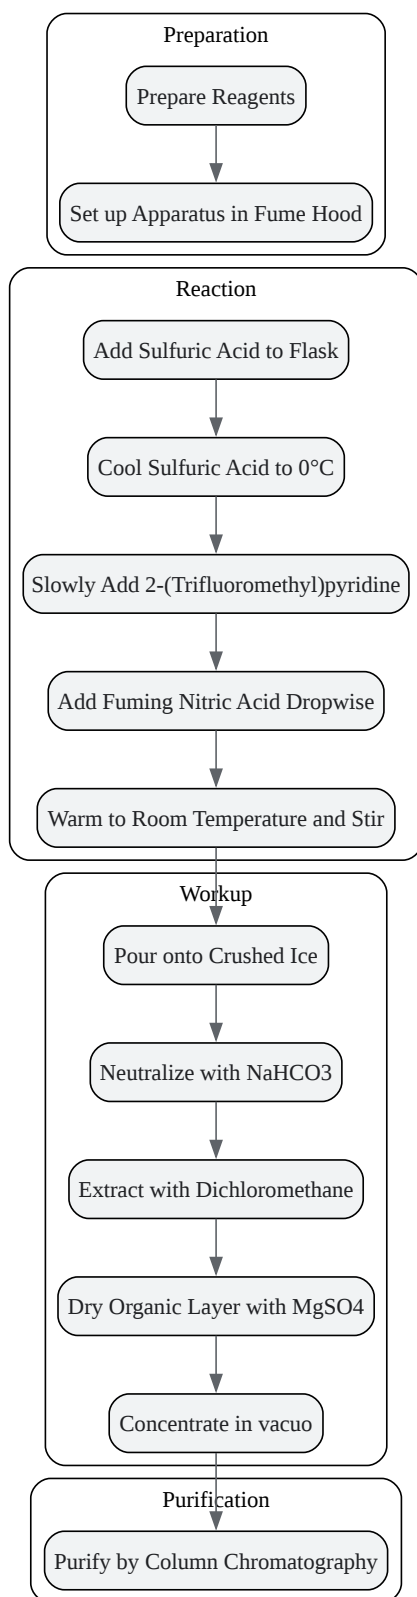 Preparation
Prepare Reagents
Set up Apparatus in Fume Hood
Reaction
Add Sulfuric Acid to Flask
Cool Sulfuric Acid to 0°C
Slowly Add 2-(Trifluoromethyl)pyridine
Add Fuming Nitric Acid Dropwise
Warm to Room Temperature and Stir
Workup
Pour onto Crushed Ice
Neutralize with NaHCO3
Extract with Dichloromethane
Dry Organic Layer with MgSO4
Concentrate in vacuo
Purification
Purify by Column Chromatography